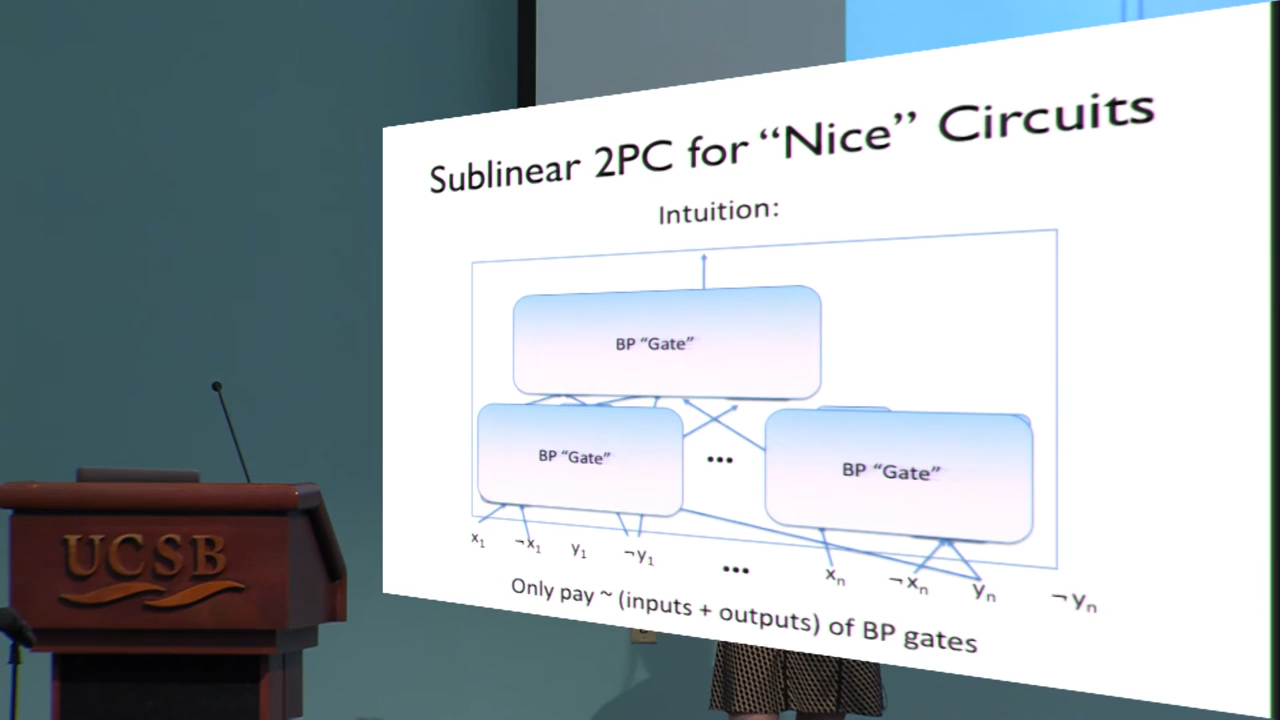 Sublinear 2PC for “Nice” Circuits
Intuition:
BP “Gate”
BP “Gate”
•••
BP “Gate”
x1 ¬x1 y1 ¬y1 ••• xn ¬xn yn ¬yn
Only pay ~ (inputs + outputs) of BP gates
UCSB